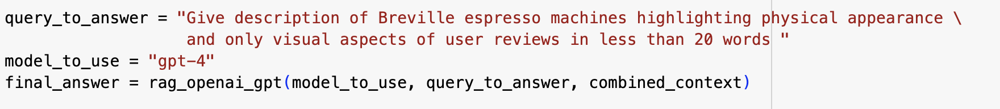 query_to_answer = "Give description of Breville espresso machines highlighting physical appearance \
and only visual aspects of user reviews in less than 20 words "
model_to_use = "gpt-4"
final_answer = rag_openai_gpt(model_to_use, query_to_answer, combined_context)